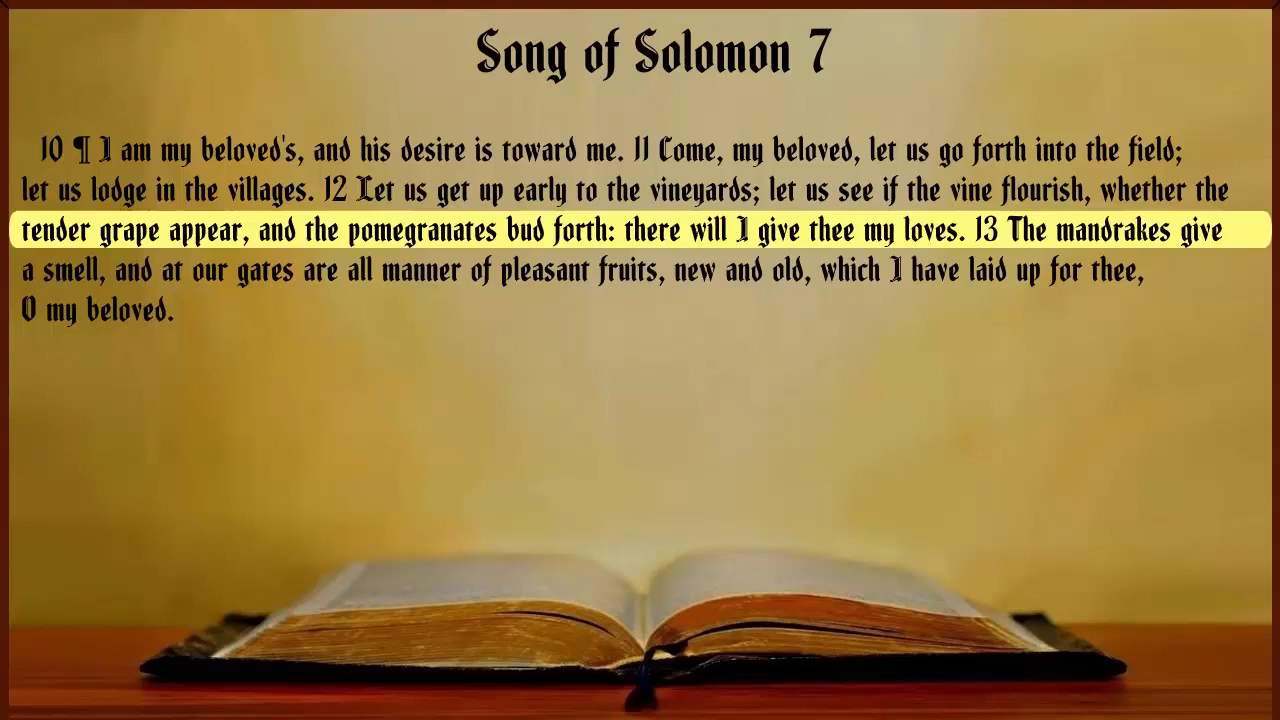 Song of Solomon 7
10 ¶ I am my beloved's, and his desire is toward me. 11 Come, my beloved, let us go forth into the field;
let us lodge in the villages. 12 Let us get up early to the vineyards; let us see if the vine flourish, whether the
tender grape appear, and the pomegranates bud forth: there will I give thee my loves. 13 The mandrakes give
a smell, and at our gates are all manner of pleasant fruits, new and old, which I have laid up for thee,
O my beloved.